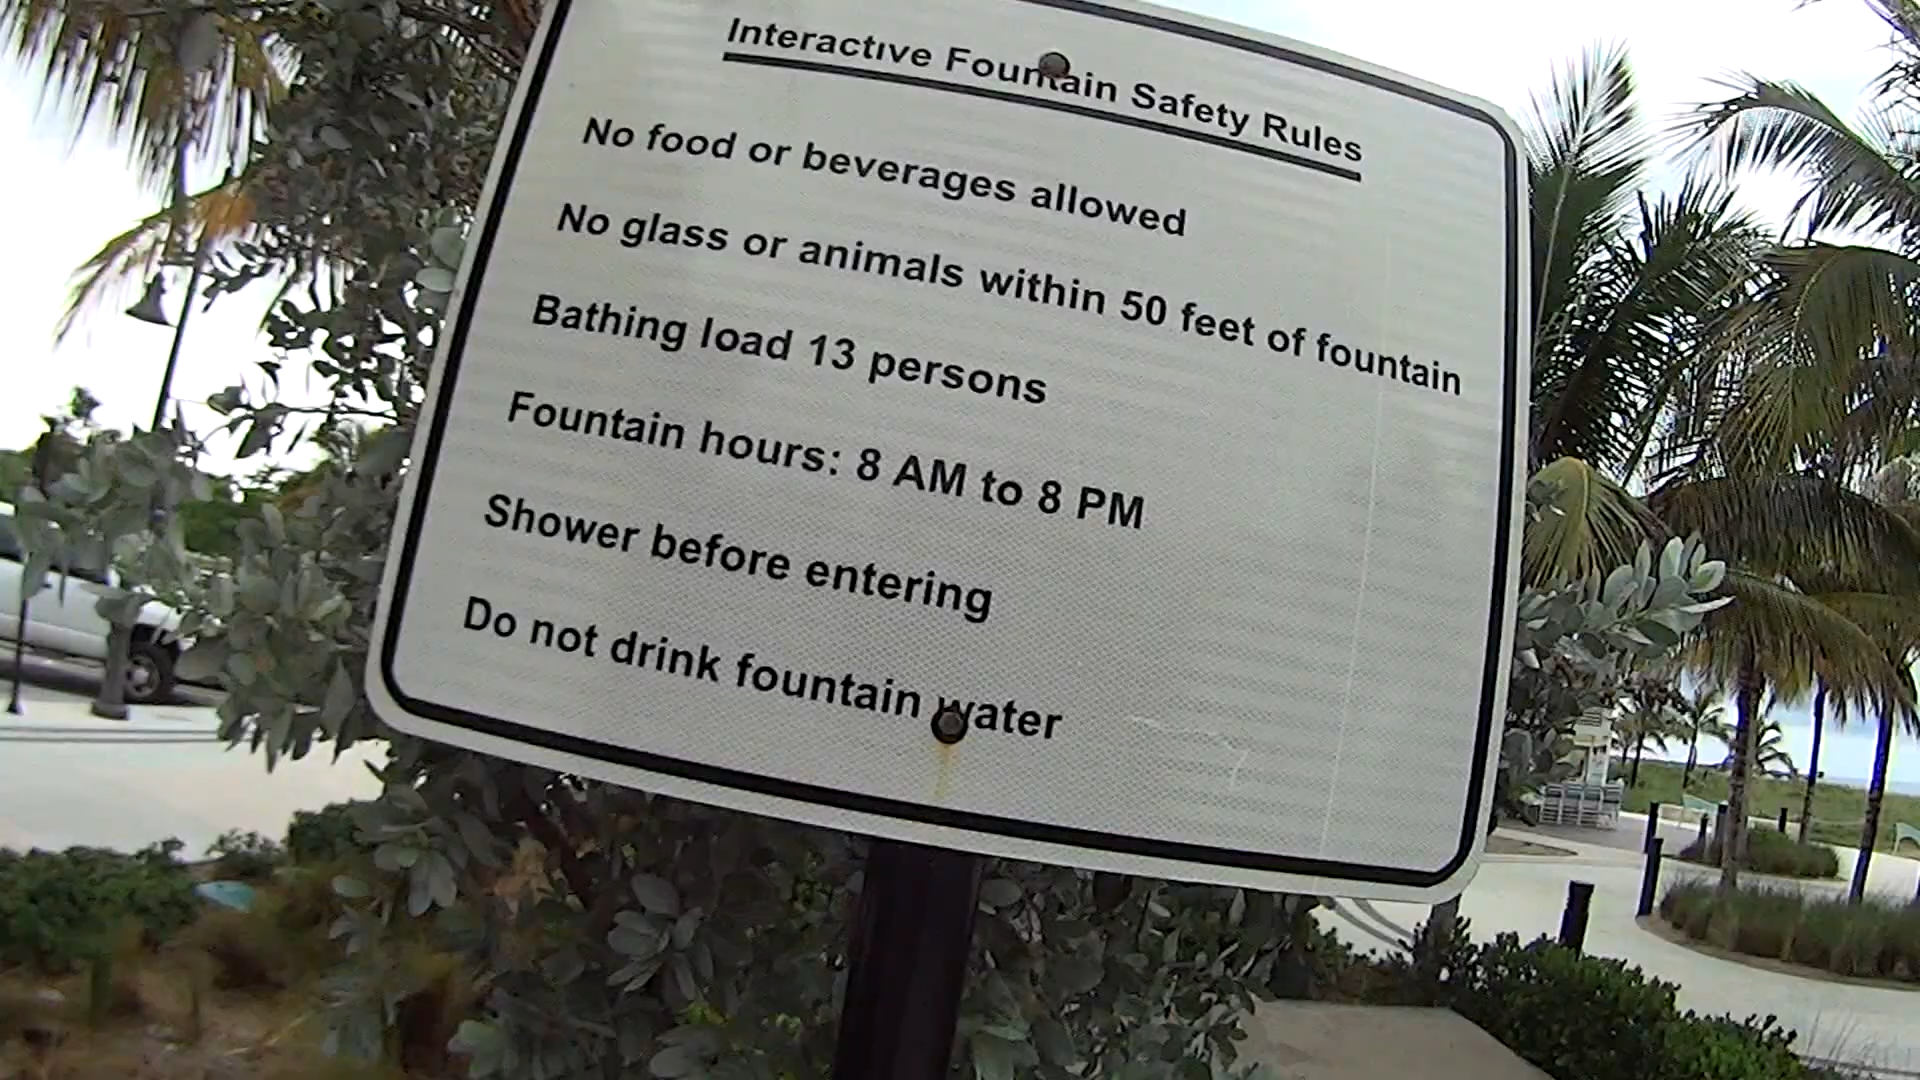 Interactive Fountain Safety Rules
No food or beverages allowed
No glass or animals within 50 feet of fountain
Bathing load 13 persons
Fountain hours: 8 AM to 8 PM
Shower before entering
Do not drink fountain water